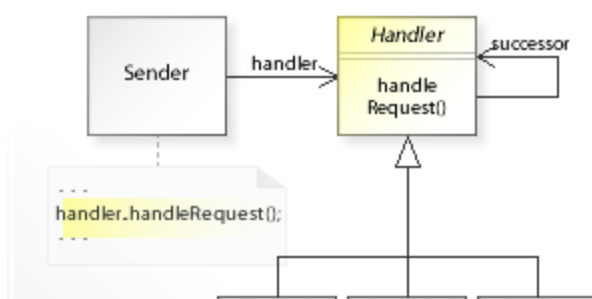 Handler
successor
handler
Sender
handle
Request()
. . .
handler.handleRequest();
. . .